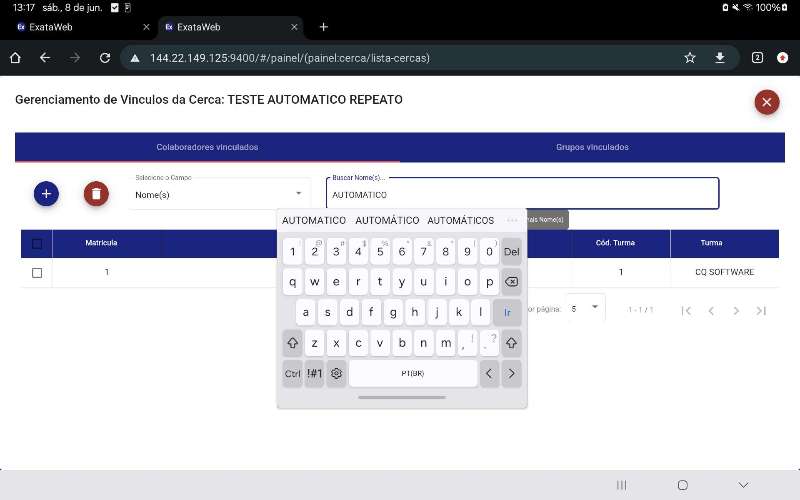 13:17 sáb., 8 de jun.
100%
ExataWeb
ExataWeb
144.22.149.125:9400/#/painel/(painel:cerca/lista-cercas)
2
Gerenciamento de Vinculos da Cerca: TESTE AUTOMATICO REPEATO
Colaboradores vinculados
Grupos vinculados
Selecione o Campo
Nome(s)
Buscar Nome(s)...
AUTOMATICO
Nome(s)
AUTOMATICO AUTOMÁTICO AUTOMÁTICOS
Matrícula
Cód. Turma
Turma
1
1
CQ SOFTWARE
1 2 3 4 5 6 7 8 9 0 Del
q w e r t y u i o p
a s d f g h j k l Ir
z x c v b n m , ! . ?
Ctrl !#1 PT(BR)
por página: 5
1 - 1 / 1